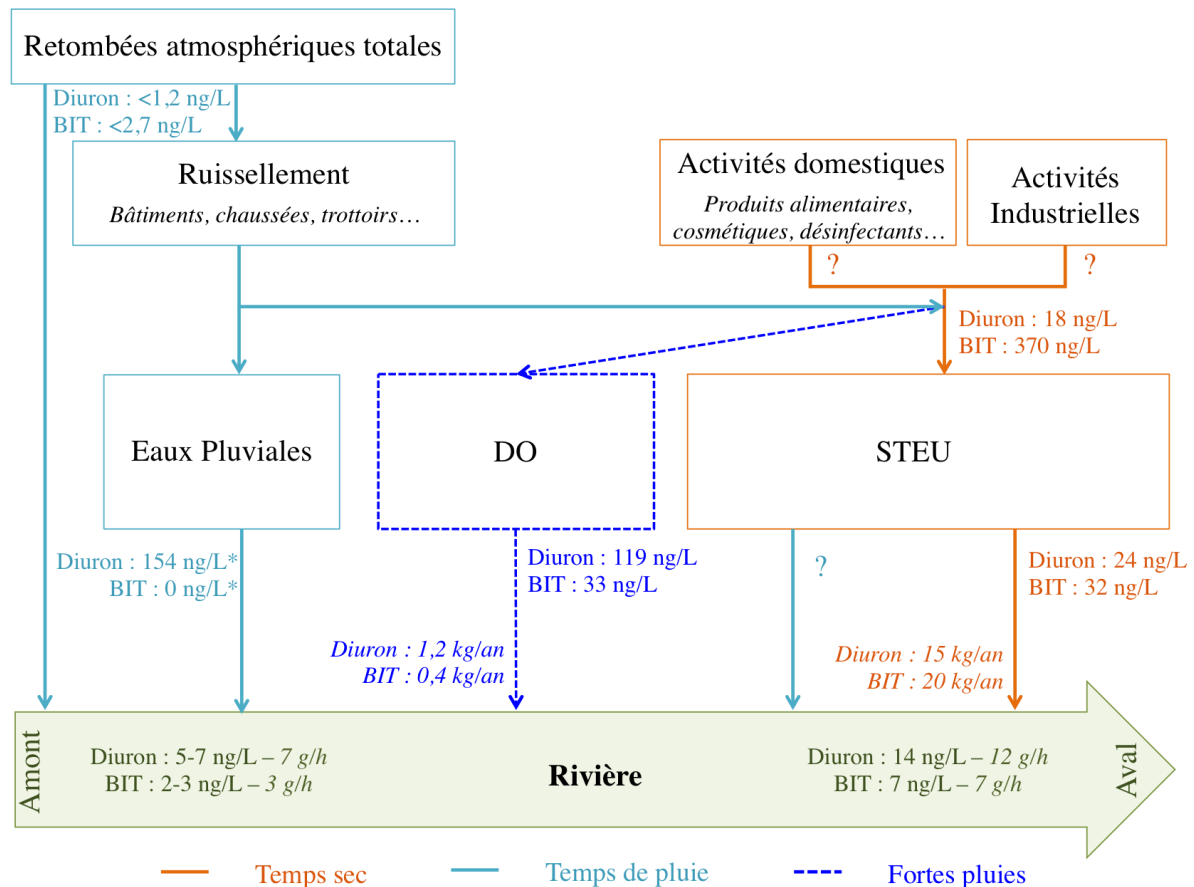 Retombées atmosphériques totales
Diuron : <1,2 ng/L
BIT : <2,7 ng/L
Ruissellement
Bâtiments, chaussées, trottoirs…
Activités domestiques
Produits alimentaires,
cosmétiques, désinfectants…
Activités
Industrielles
?
?
Diuron : 18 ng/L
BIT : 370 ng/L
Eaux Pluviales
DO
STEU
Diuron : 154 ng/L*
BIT : 0 ng/L*
Diuron : 119 ng/L
BIT : 33 ng/L
?
Diuron : 24 ng/L
BIT : 32 ng/L
Diuron : 1,2 kg/an
BIT : 0,4 kg/an
Diuron : 15 kg/an
BIT : 20 kg/an
Amont
Diuron : 5-7 ng/L – 7 g/h
BIT : 2-3 ng/L – 3 g/h
Rivière
Diuron : 14 ng/L – 12 g/h
BIT : 7 ng/L – 7 g/h
Aval
Temps sec
Temps de pluie
Fortes pluies